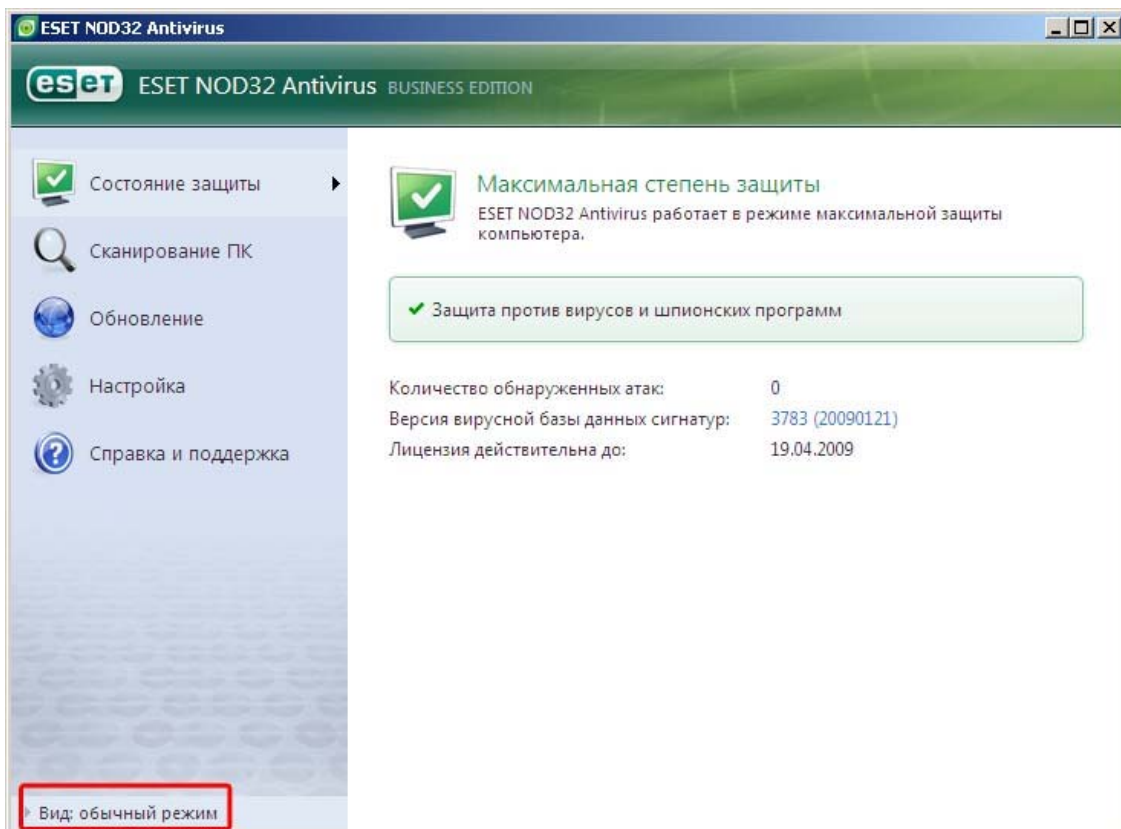 ESET NOD32 Antivirus
eseT ESET NOD32 Antivirus BUSINESS EDITION
Состояние защиты
Сканирование ПК
Обновление
Настройка
Справка и поддержка
Вид: обычный режим
Максимальная степень защиты
ESET NOD32 Antivirus работает в режиме максимальной защиты
компьютера.
Защита против вирусов и шпионских программ
Количество обнаруженных атак: 0
Версия вирусной базы данных сигнатур: 3783 (20090121)
Лицензия действительна до: 19.04.2009